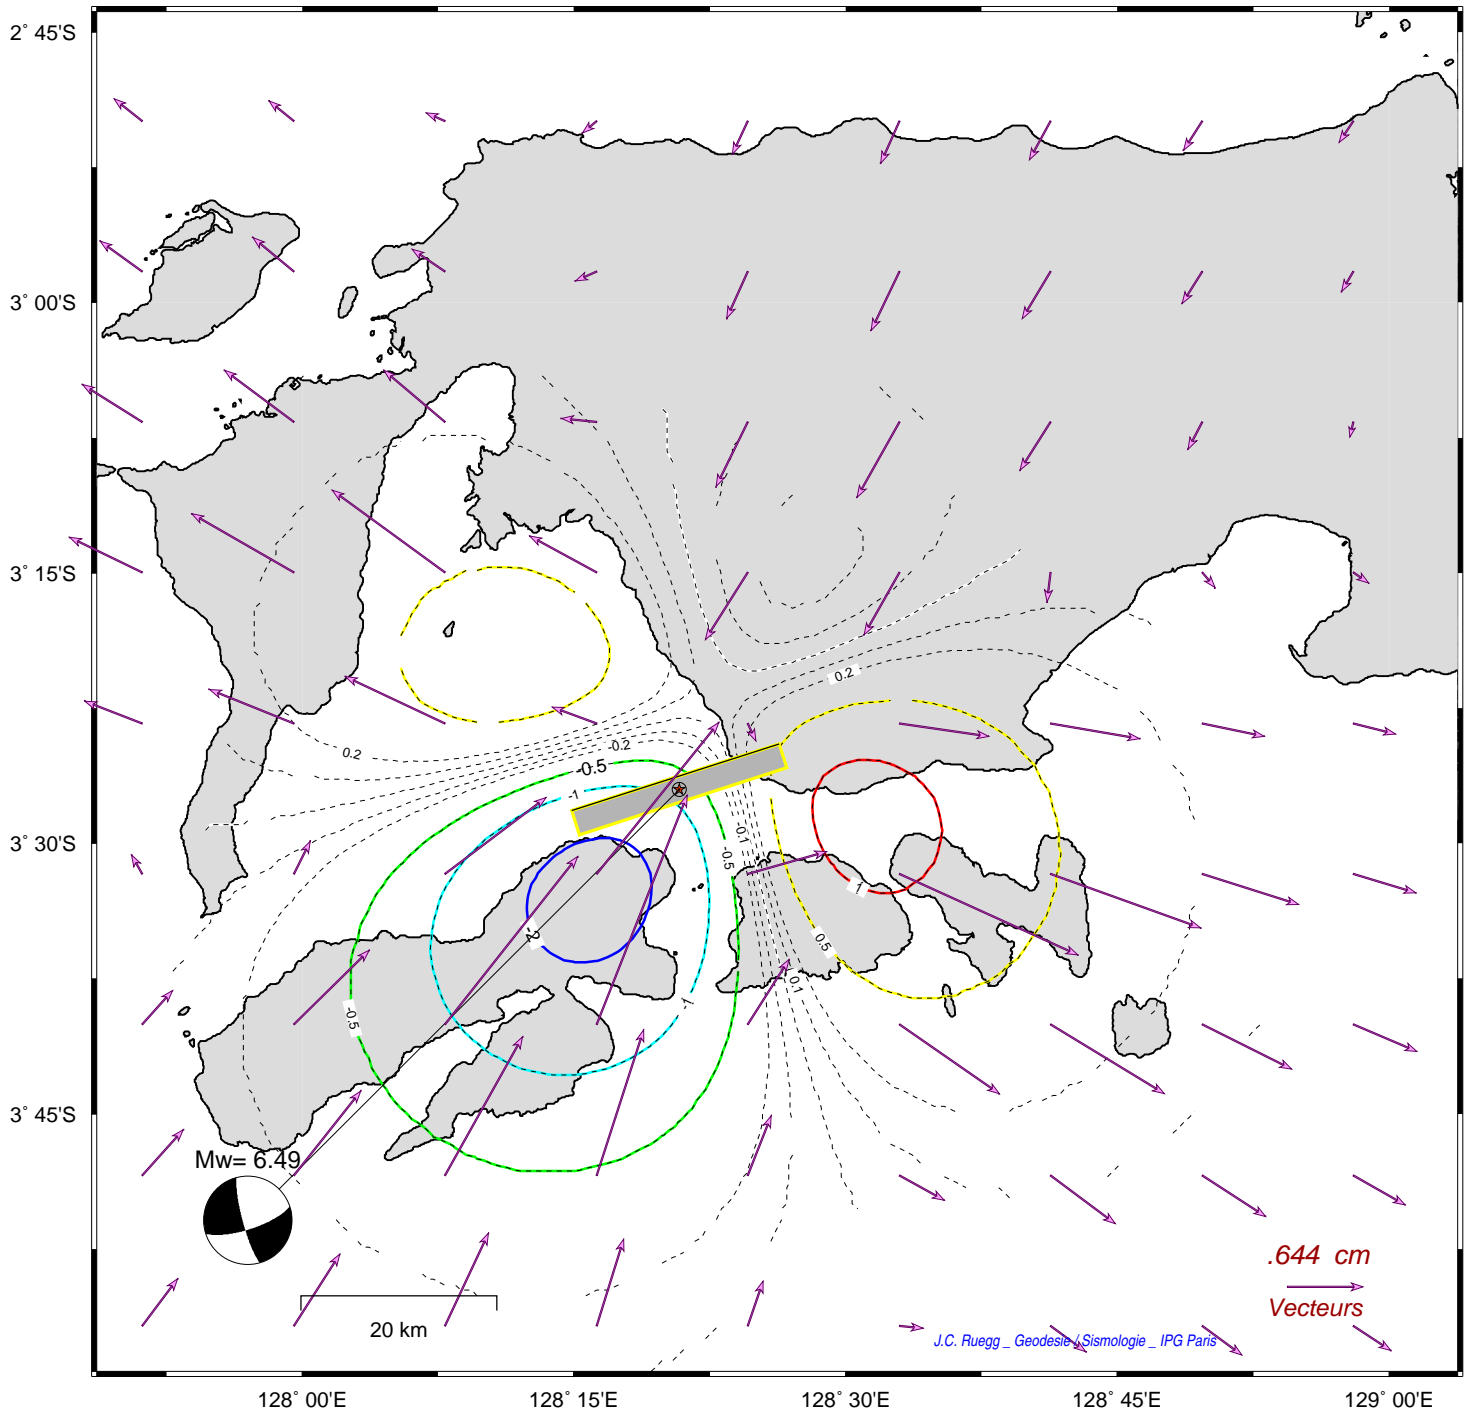 2° 45'S
3° 00'S
3° 15'S
3° 30'S
3° 45'S
0.2
0.2
-0.2
-0.5
-1
-0.1
-0.5
1
-2
0.5
-0.1
-0.5
-1
Mw= 6.49
.644 cm
Vecteurs
20 km
J.C. Ruegg _ Geodesie / Sismologie _ IPG Paris
128° 00'E
128° 15'E
128° 30'E
128° 45'E
129° 00'E